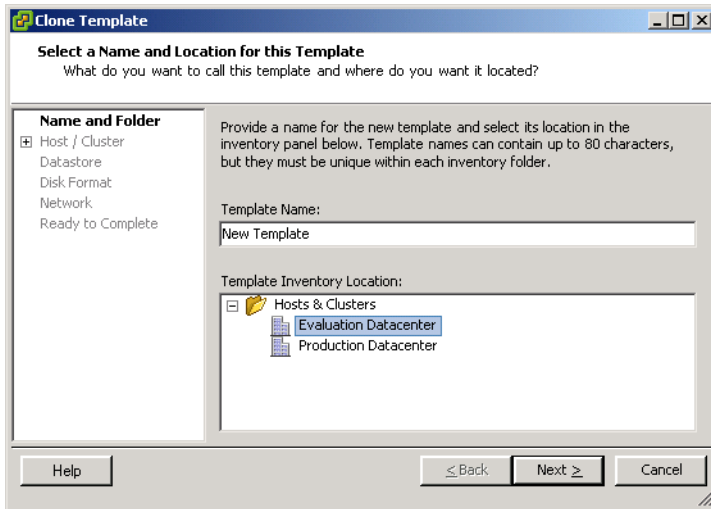 Clone Template
Select a Name and Location for this Template
What do you want to call this template and where do you want it located?
Name and Folder
Host / Cluster
Datastore
Disk Format
Network
Ready to Complete
Provide a name for the new template and select its location in the
inventory panel below. Template names can contain up to 80 characters,
but they must be unique within each inventory folder.
Template Name:
New Template
Template Inventory Location:
Hosts & Clusters
Evaluation Datacenter
Production Datacenter
Help
< Back
Next >
Cancel